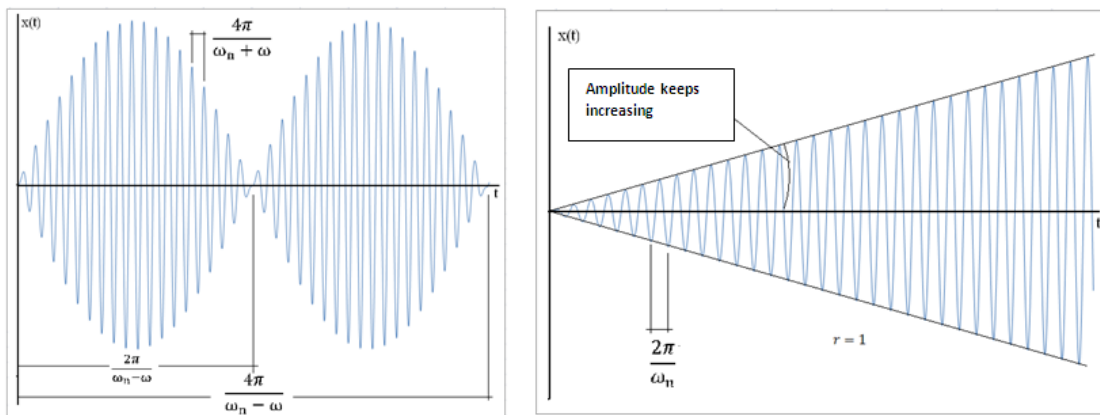 x(t)
4π
ωₙ + ω
t
2π
ωₙ−ω
4π
ωₙ − ω
x(t)
Amplitude keeps
increasing
t
r = 1
2π
ωₙ